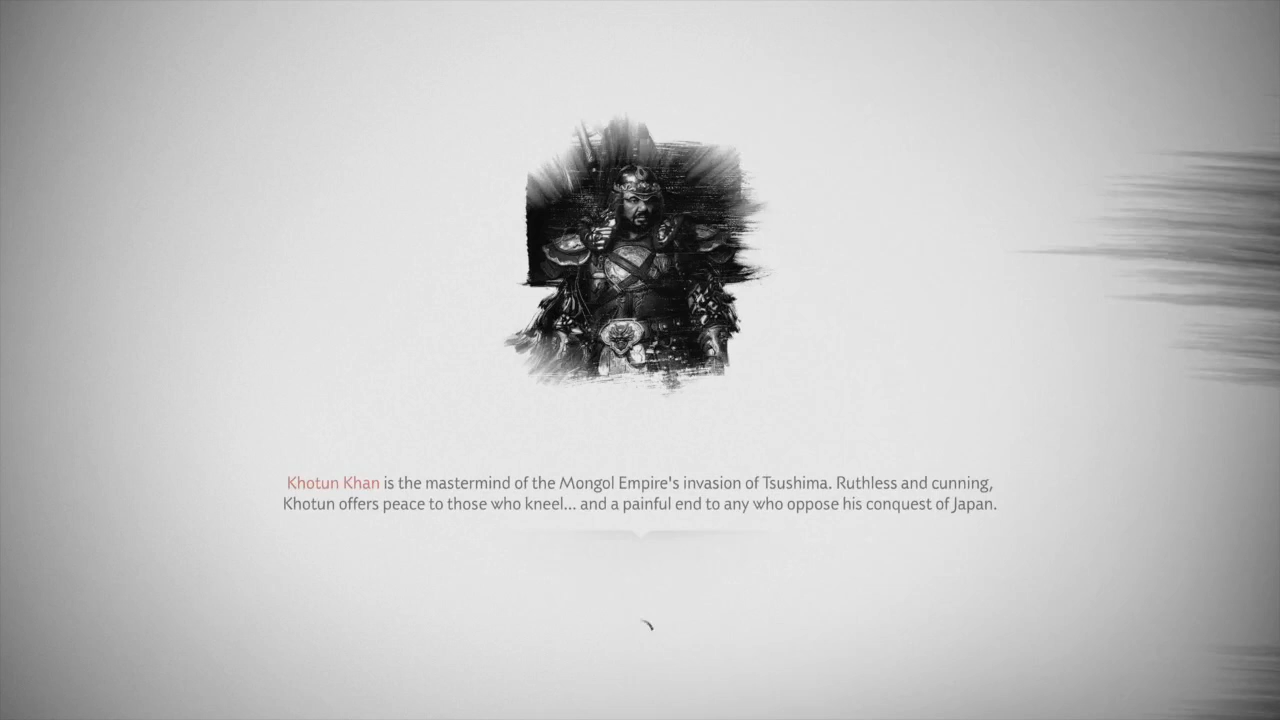 Khotun Khan is the mastermind of the Mongol Empire's invasion of Tsushima. Ruthless and cunning,
Khotun offers peace to those who kneel... and a painful end to any who oppose his conquest of Japan.